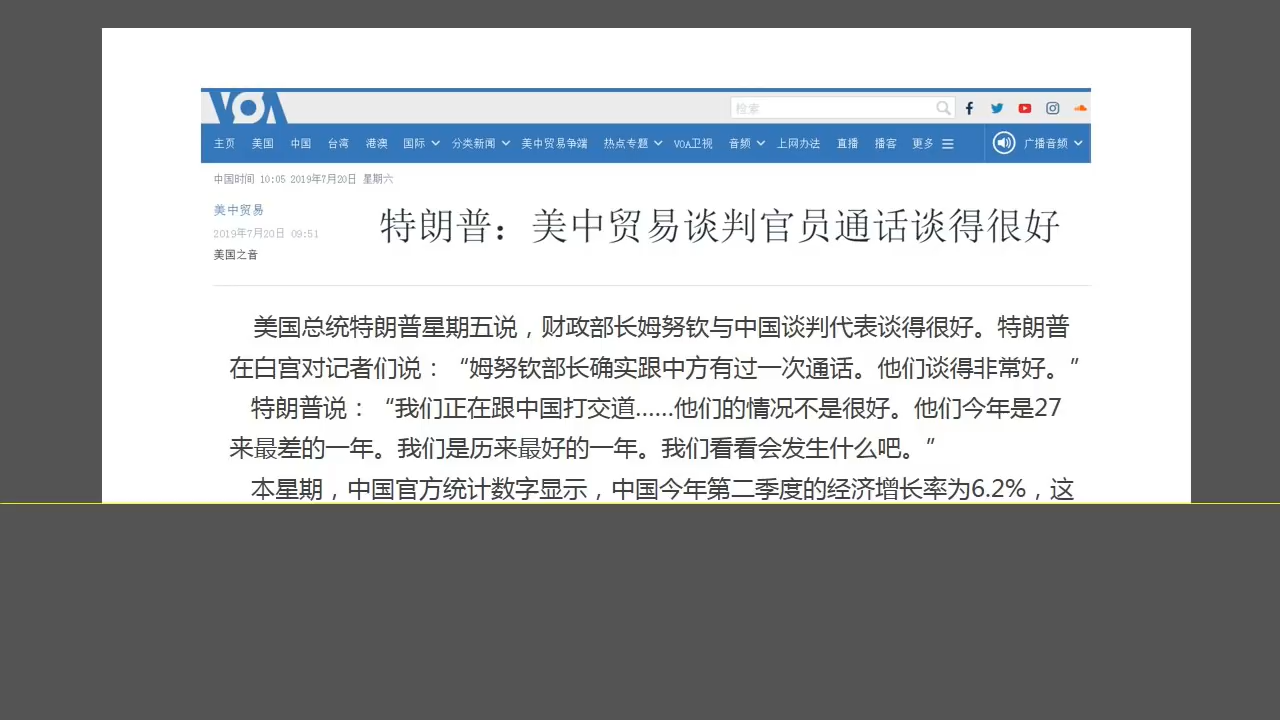 VOA
检索
主页 美国 中国 台湾 港澳 国际 分类新闻 美中贸易争端 热点专题 VOA卫视 音频 上网办法 直播 播客 更多 广播音频
中国时间 10:05 2019年7月20日 星期六
美中贸易
2019年7月20日 09:51
美国之音
特朗普：美中贸易谈判官员通话谈得很好
美国总统特朗普星期五说，财政部长姆努钦与中国谈判代表谈得很好。特朗普
在白宫对记者们说：“姆努钦部长确实跟中方有过一次通话。他们谈得非常好。”
特朗普说：“我们正在跟中国打交道……他们的情况不是很好。他们今年是27
来最差的一年。我们是历来最好的一年。我们看看会发生什么吧。”
本星期，中国官方统计数字显示，中国今年第二季度的经济增长率为6.2%，这